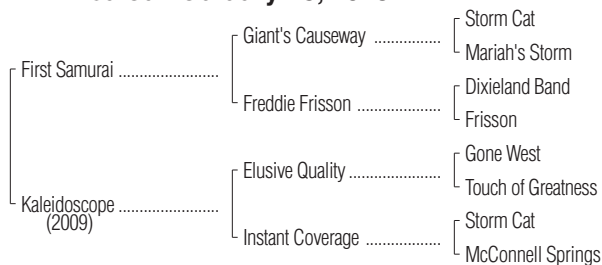 Storm Cat
Giant's Causeway ................
Mariah's Storm
First Samurai ........................
Dixieland Band
Freddie Frisson ....................
Frisson
Gone West
Elusive Quality ......................
Touch of Greatness
Kaleidoscope ........................
(2009)
Storm Cat
Instant Coverage ..................
McConnell Springs